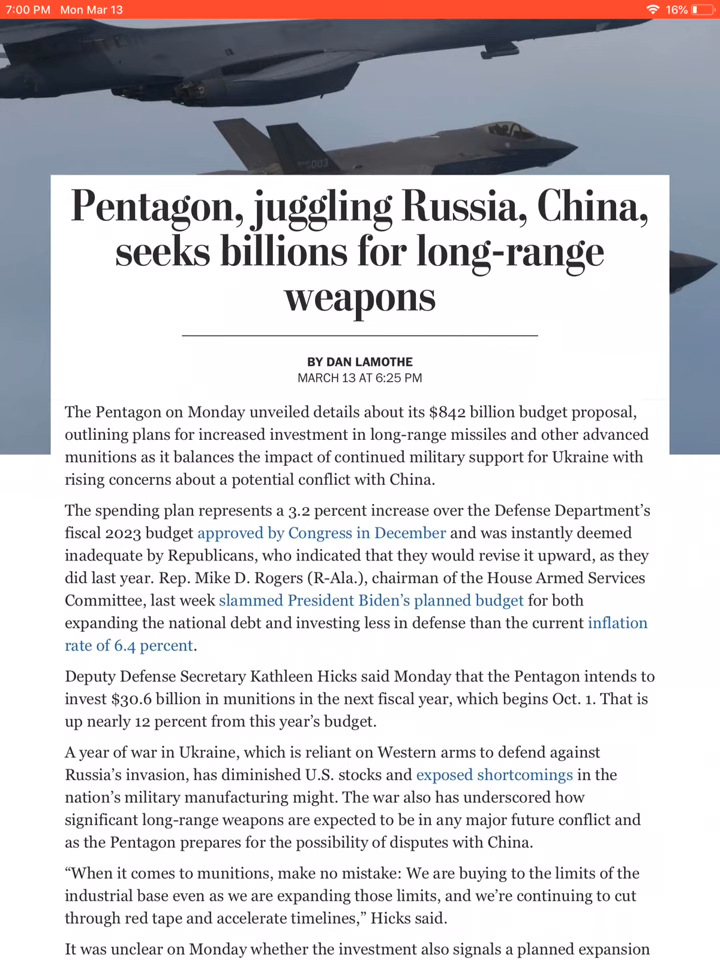 7:00 PM Mon Mar 13
16%
003
Pentagon, juggling Russia, China,
seeks billions for long-range
weapons
BY DAN LAMOTHE
MARCH 13 AT 6:25 PM
The Pentagon on Monday unveiled details about its $842 billion budget proposal,
outlining plans for increased investment in long-range missiles and other advanced
munitions as it balances the impact of continued military support for Ukraine with
rising concerns about a potential conflict with China.
The spending plan represents a 3.2 percent increase over the Defense Department’s
fiscal 2023 budget approved by Congress in December and was instantly deemed
inadequate by Republicans, who indicated that they would revise it upward, as they
did last year. Rep. Mike D. Rogers (R-Ala.), chairman of the House Armed Services
Committee, last week slammed President Biden’s planned budget for both
expanding the national debt and investing less in defense than the current inflation
rate of 6.4 percent.
Deputy Defense Secretary Kathleen Hicks said Monday that the Pentagon intends to
invest $30.6 billion in munitions in the next fiscal year, which begins Oct. 1. That is
up nearly 12 percent from this year’s budget.
A year of war in Ukraine, which is reliant on Western arms to defend against
Russia’s invasion, has diminished U.S. stocks and exposed shortcomings in the
nation’s military manufacturing might. The war also has underscored how
significant long-range weapons are expected to be in any major future conflict and
as the Pentagon prepares for the possibility of disputes with China.
“When it comes to munitions, make no mistake: We are buying to the limits of the
industrial base even as we are expanding those limits, and we’re continuing to cut
through red tape and accelerate timelines,” Hicks said.
It was unclear on Monday whether the investment also signals a planned expansion